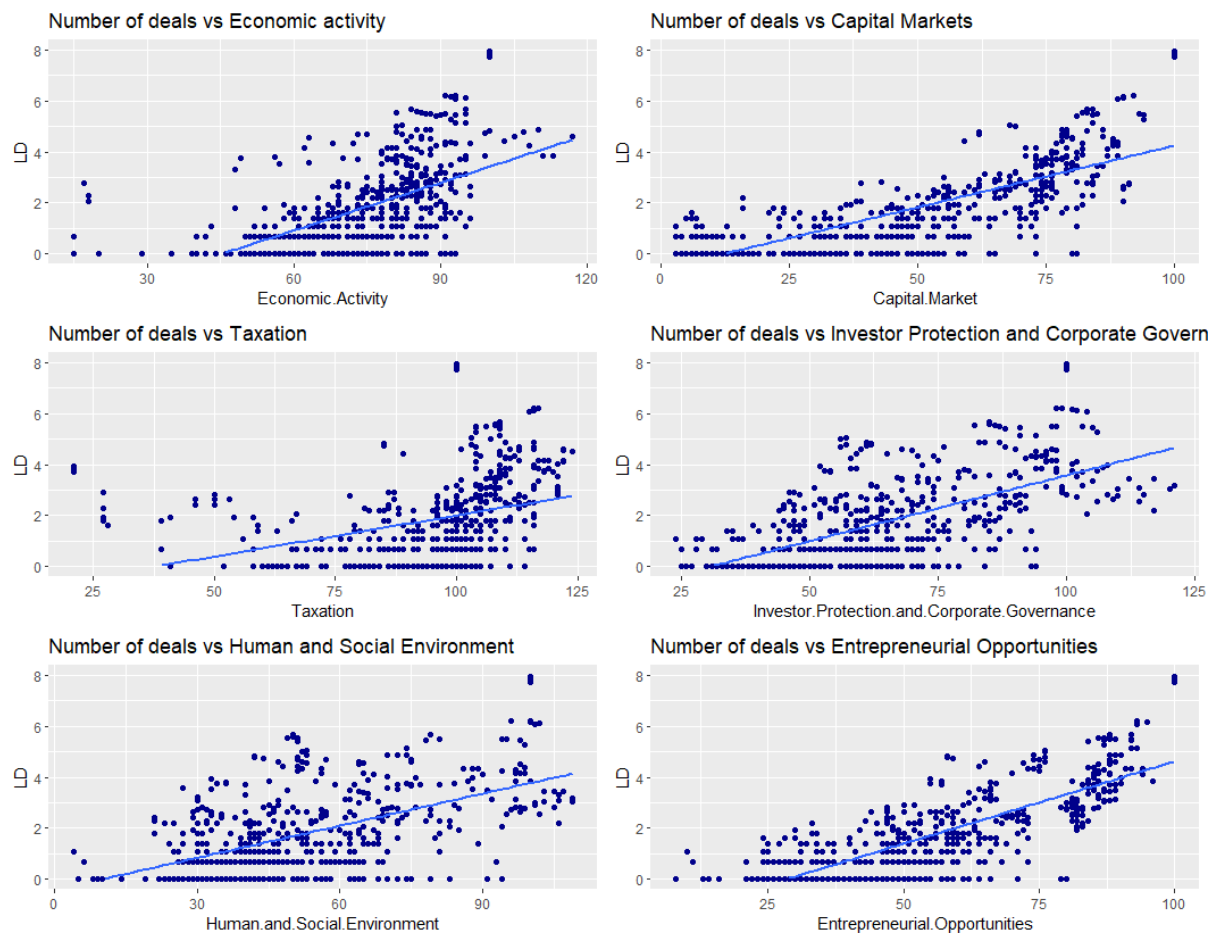 Number of deals vs Economic activity
LD
8
6
4
2
0
30 60 90 120
Economic.Activity
Number of deals vs Capital Markets
LD
8
6
4
2
0
0 25 50 75 100
Capital.Market
Number of deals vs Taxation
LD
8
6
4
2
0
25 50 75 100 125
Taxation
Number of deals vs Investor Protection and Corporate Govern
LD
8
6
4
2
0
25 50 75 100 125
Investor.Protection.and.Corporate.Governance
Number of deals vs Human and Social Environment
LD
8
6
4
2
0
0 30 60 90
Human.and.Social.Environment
Number of deals vs Entrepreneurial Opportunities
LD
8
6
4
2
0
25 50 75 100
Entrepreneurial.Opportunities